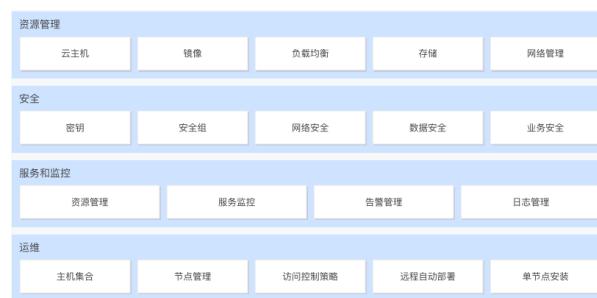 资源管理
云主机 镜像 负载均衡 存储 网络管理
安全
密钥 安全组 网络安全 数据安全 业务安全
服务和监控
资源管理 服务监控 告警管理 日志管理
运维
主机集合 节点管理 访问控制策略 远程自动部署 单节点安装